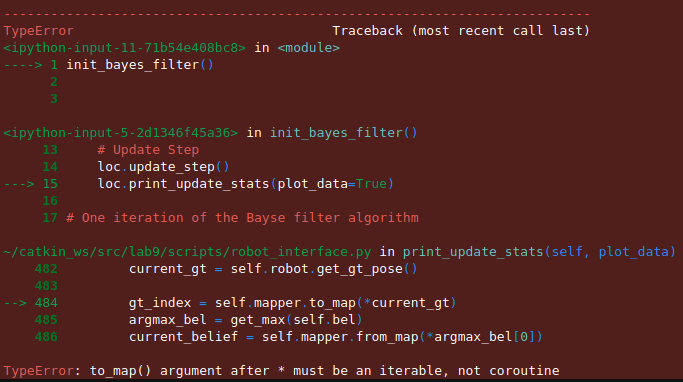 ---------------------------------------------------------------------------
TypeError                                 Traceback (most recent call last)
<ipython-input-11-71b54e408bc8> in <module>
----> 1 init_bayes_filter()
      2
      3

<ipython-input-5-2d1346f45a36> in init_bayes_filter()
     13     # Update Step
     14     loc.update_step()
---> 15     loc.print_update_stats(plot_data=True)
     16
     17 # One iteration of the Bayse filter algorithm

~/catkin_ws/src/lab9/scripts/robot_interface.py in print_update_stats(self, plot_data)
    482         current_gt = self.robot.get_gt_pose()
    483
--> 484         gt_index = self.mapper.to_map(*current_gt)
    485         argmax_bel = get_max(self.bel)
    486         current_belief = self.mapper.from_map(*argmax_bel[0])

TypeError: to_map() argument after * must be an iterable, not coroutine